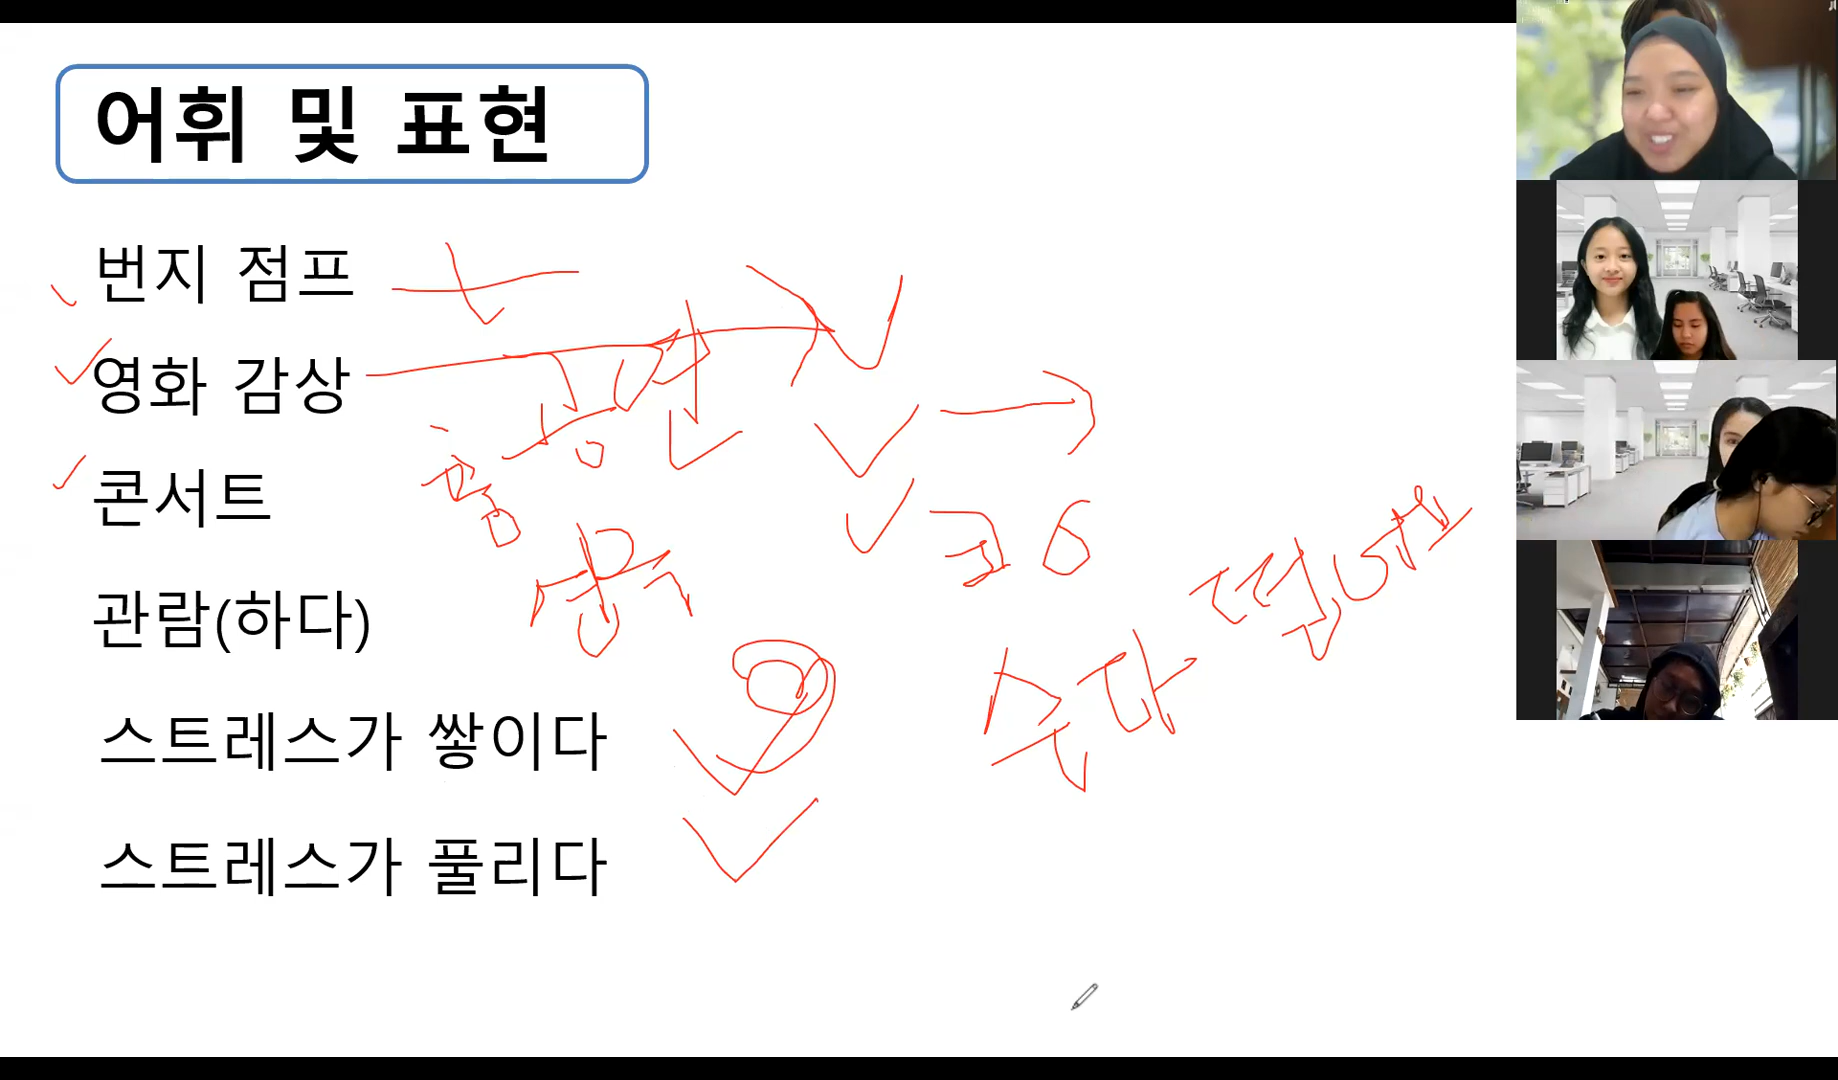 어휘 및 표현
번지 점프
영화 감상
콘서트
공연
관람(하다)
스트레스가 쌓이다
스트레스가 풀리다
수다 떨어요